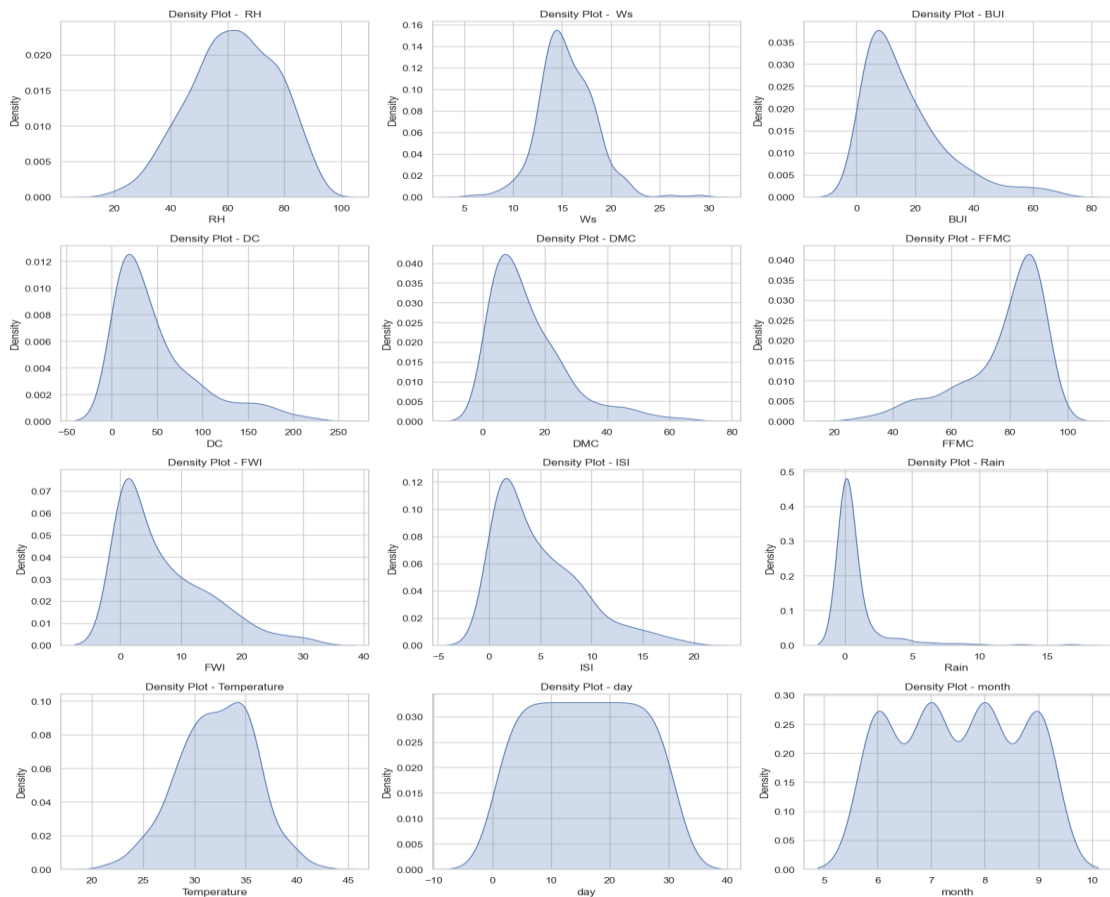 Density Plot - RH
Density
0.020
0.015
0.010
0.005
0.000
20 40 60 80 100
RH
Density Plot - Ws
Density
0.16
0.14
0.12
0.10
0.08
0.06
0.04
0.02
0.00
5 10 15 20 25 30
Ws
Density Plot - BUI
Density
0.035
0.030
0.025
0.020
0.015
0.010
0.005
0.000
0 20 40 60 80
BUI
Density Plot - DC
Density
0.012
0.010
0.008
0.006
0.004
0.002
0.000
−50 0 50 100 150 200 250
DC
Density Plot - DMC
Density
0.040
0.035
0.030
0.025
0.020
0.015
0.010
0.005
0.000
0 20 40 60 80
DMC
Density Plot - FFMC
Density
0.040
0.035
0.030
0.025
0.020
0.015
0.010
0.005
0.000
20 40 60 80 100
FFMC
Density Plot - FWI
Density
0.07
0.06
0.05
0.04
0.03
0.02
0.01
0.00
0 10 20 30 40
FWI
Density Plot - ISI
Density
0.12
0.10
0.08
0.06
0.04
0.02
0.00
−5 0 5 10 15 20
ISI
Density Plot - Rain
Density
0.5
0.4
0.3
0.2
0.1
0.0
0 5 10 15
Rain
Density Plot - Temperature
Density
0.10
0.08
0.06
0.04
0.02
0.00
20 25 30 35 40 45
Temperature
Density Plot - day
Density
0.030
0.025
0.020
0.015
0.010
0.005
0.000
−10 0 10 20 30 40
day
Density Plot - month
Density
0.30
0.25
0.20
0.15
0.10
0.05
0.00
5 6 7 8 9 10
month